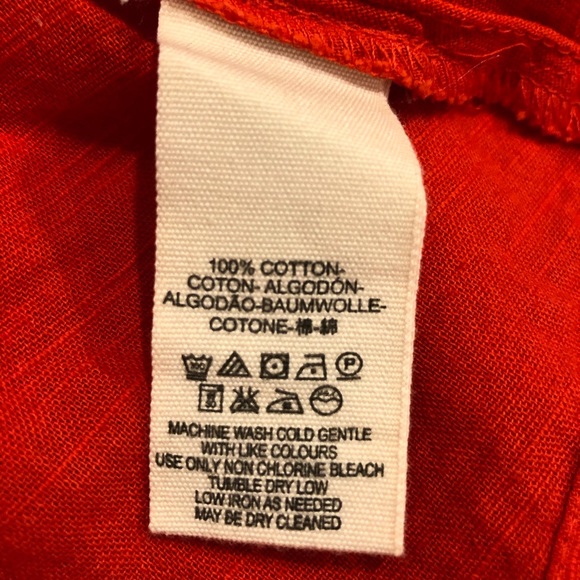 100% COTTON-
COTON- ALGODÓN-
ALGODÃO-BAUMWOLLE-
COTONE-棉-綿
P
MACHINE WASH COLD GENTLE
WITH LIKE COLOURS
USE ONLY NON CHLORINE BLEACH
TUMBLE DRY LOW
LOW IRON AS NEEDED
MAY BE DRY CLEANED